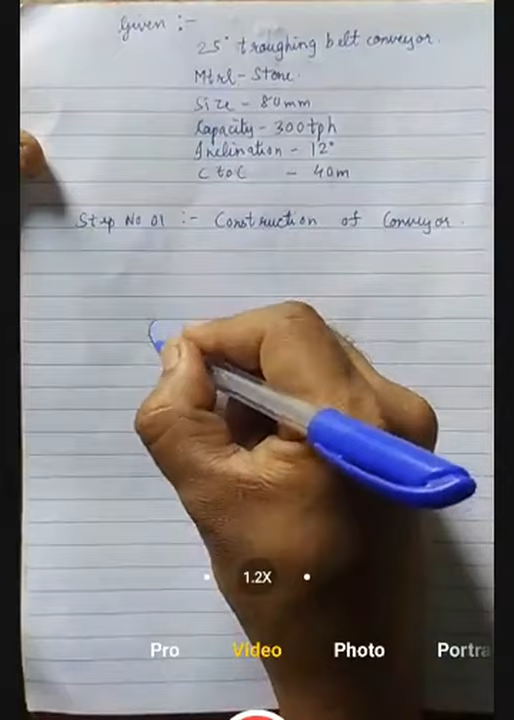 Given :-
25° troughing belt conveyor.
Mtrl - Stone.
Size - 80mm
Capacity - 300tph
Inclination - 12°
C to C - 40m
Step No 01 :- Construction of Conveyor.
1.2X
Pro Video Photo Portra